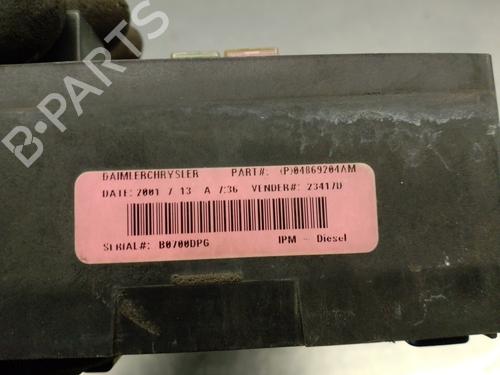 B-PARTS
DAIMLERCHRYSLER PART#: (P)04869204AM
DATE: 2001 / 13 A 7:36 VENDER#: 23417D
SERIAL#: B0700DPG IPM - Diesel